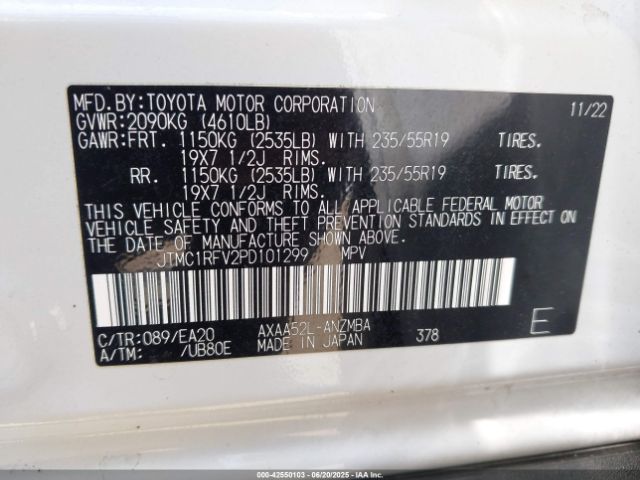 MFD.BY:TOYOTA MOTOR CORPORATION 11/22
GVWR:2090KG (4610LB)
GAWR:FRT. 1150KG (2535LB) WITH 235/55R19 TIRES.
19X7 1/2J RIMS.
RR. 1150KG (2535LB) WITH 235/55R19 TIRES.
19X7 1/2J RIMS.
THIS VEHICLE CONFORMS TO ALL APPLICABLE FEDERAL MOTOR
VEHICLE SAFETY AND THEFT PREVENTION STANDARDS IN EFFECT ON
THE DATE OF MANUFACTURE SHOWN ABOVE.
JTMC1RFV2PD101299 MPV
C/TR:089/EA20 AXAA52L-ANZMBA 378 E
A/TM: /UB80E MADE IN JAPAN
000-42550103 - 06/20/2025 - IAAI.COM